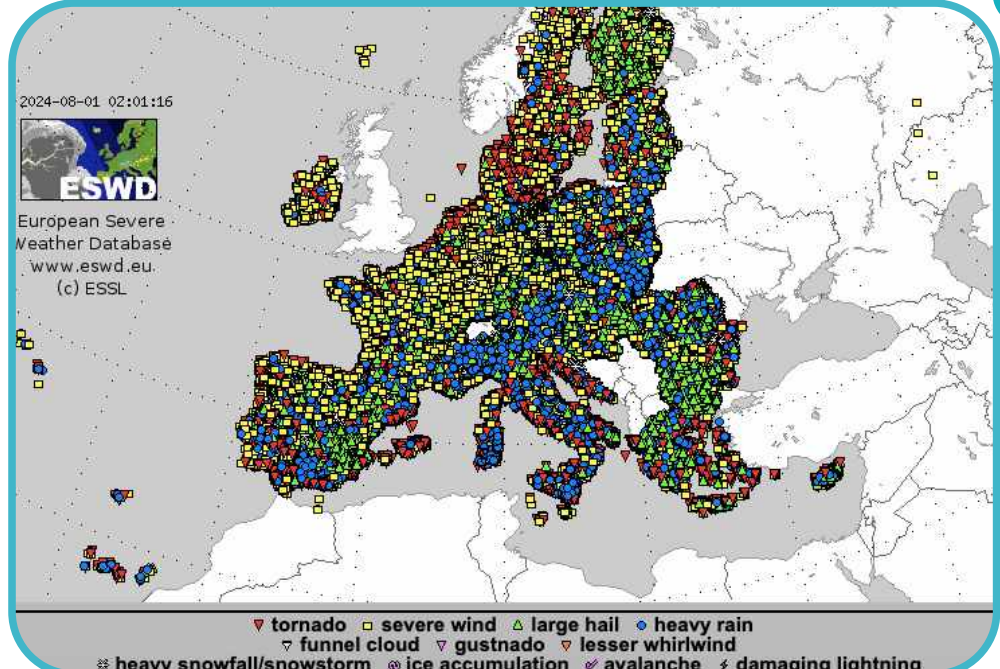 2024-08-01 02:01:16
ESWD
European Severe
Weather Database
www.eswd.eu
(c) ESSL
tornado severe wind large hail heavy rain
funnel cloud gustnado lesser whirlwind
heavy snowfall/snowstorm ice accumulation avalanche damaging lightning